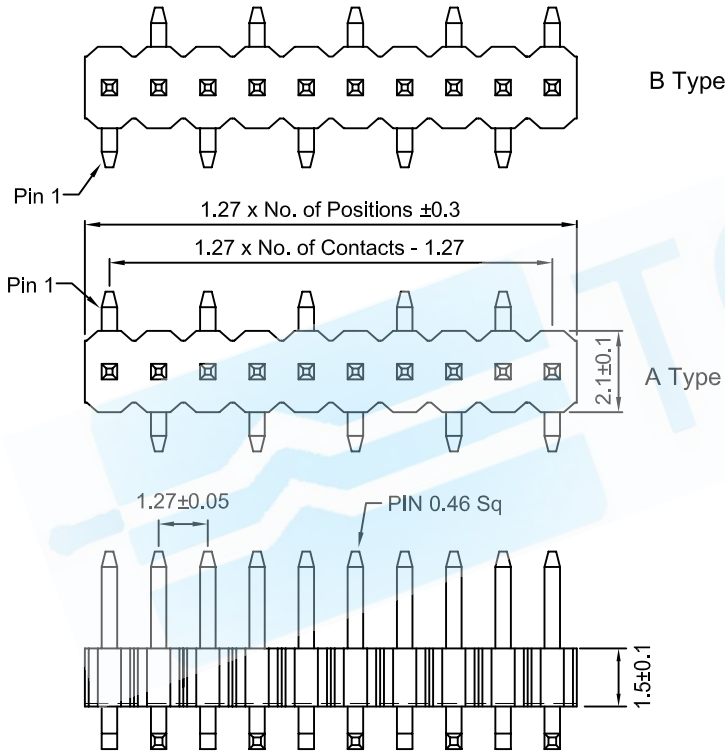 B Type
Pin 1
1.27 x No. of Positions ±0.3
1.27 x No. of Contacts - 1.27
Pin 1
2.1±0.1
A Type
1.27±0.05
PIN 0.46 Sq
1.5±0.1